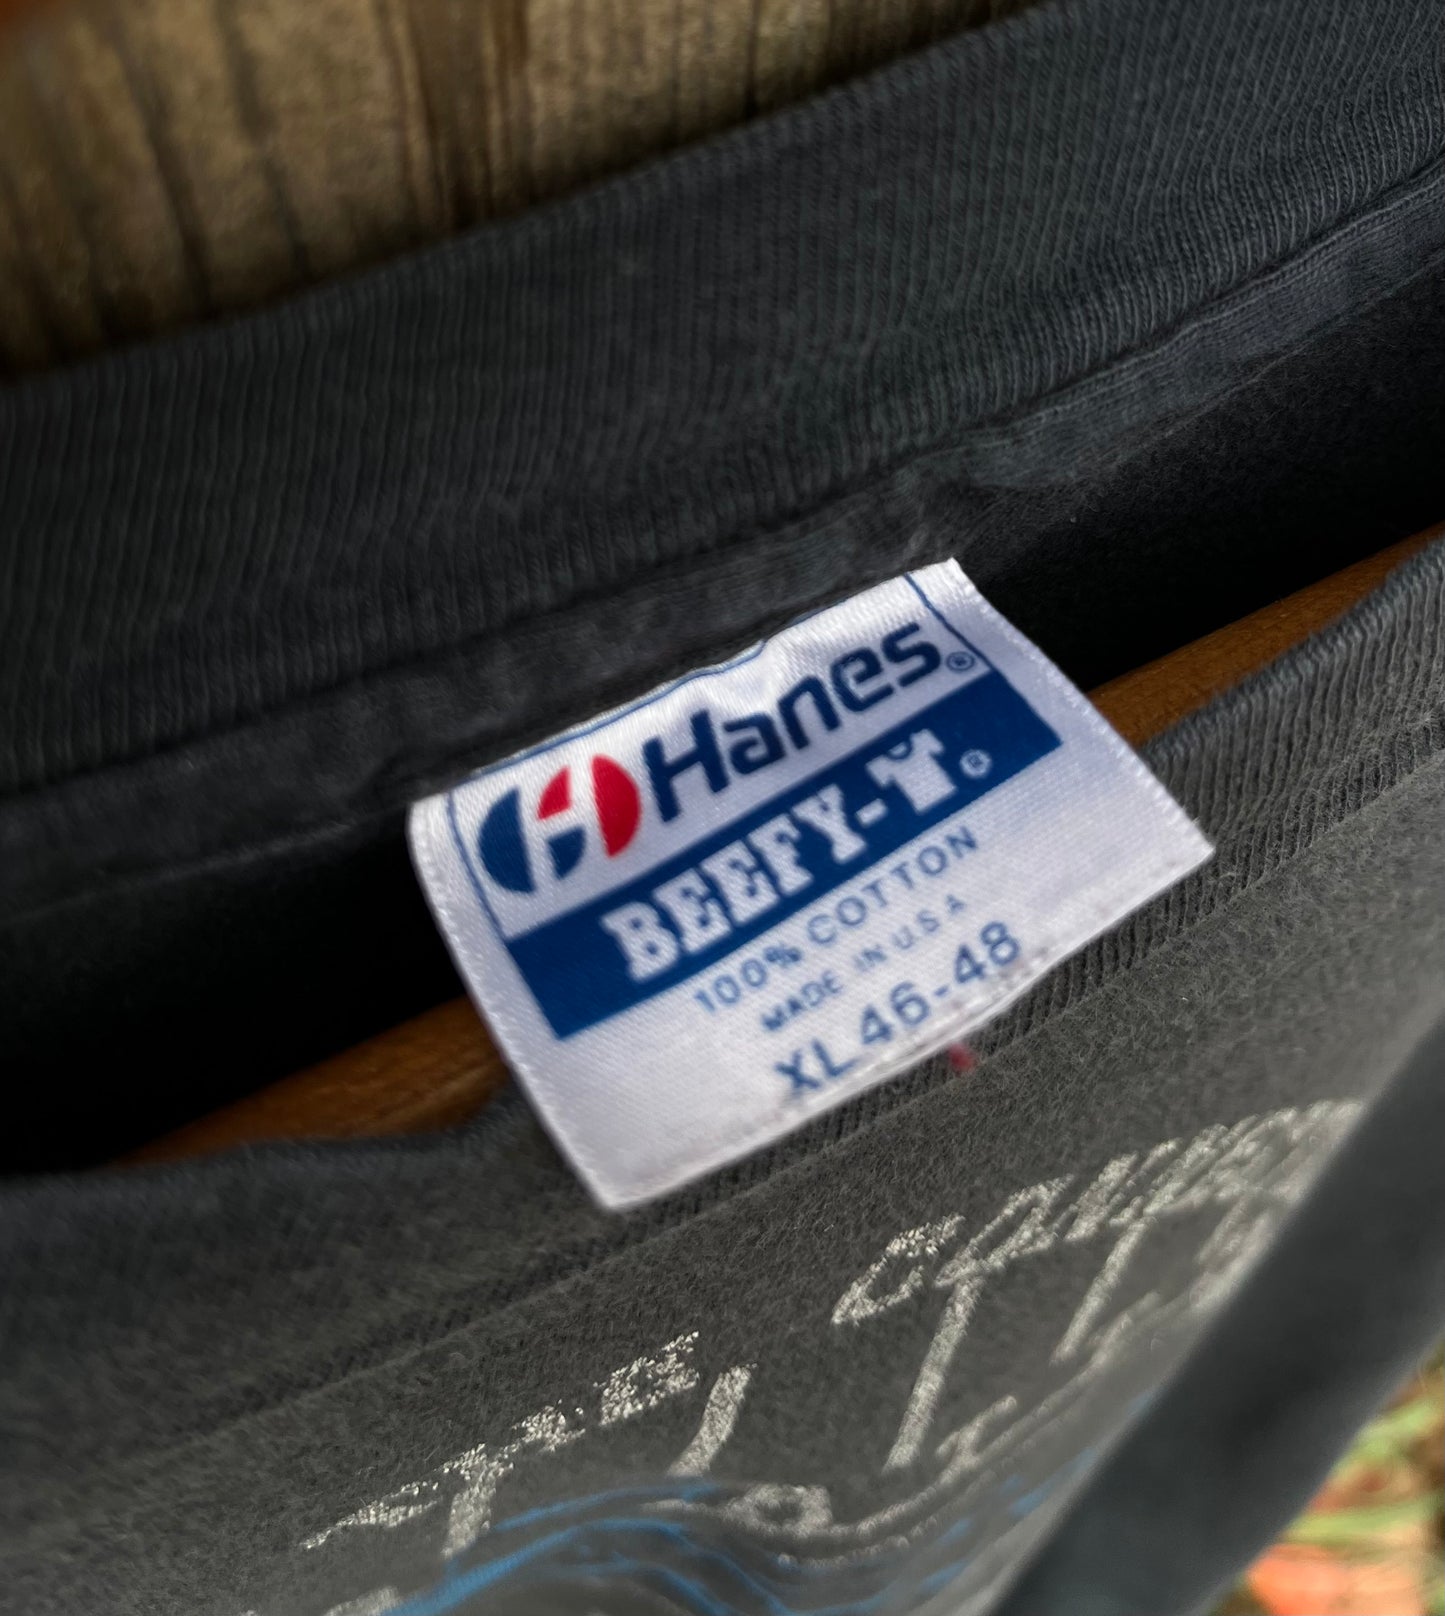 Hanes®
BEEFY-T®
100% COTTON
MADE IN U.S.A
XL 46-48